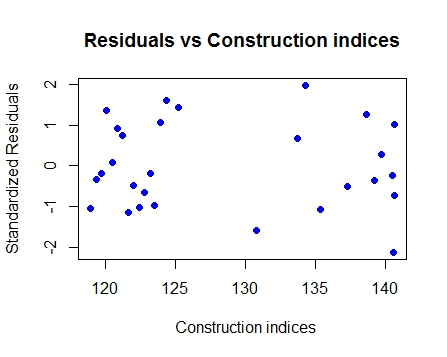 Residuals vs Construction indices
Standardized Residuals
2
1
0
-1
-2
120 125 130 135 140
Construction indices